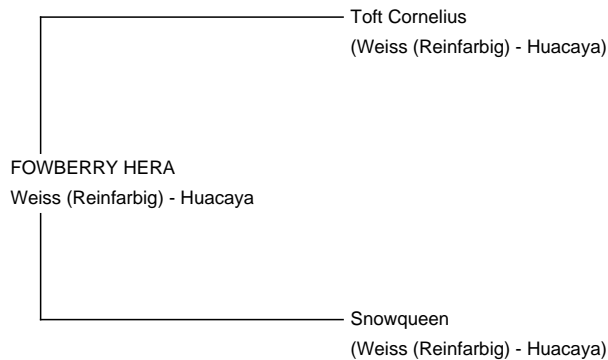 Toft Cornelius
(Weiss (Reinfarbig) - Huacaya)
FOWBERRY HERA
Weiss (Reinfarbig) - Huacaya
Snowqueen
(Weiss (Reinfarbig) - Huacaya)